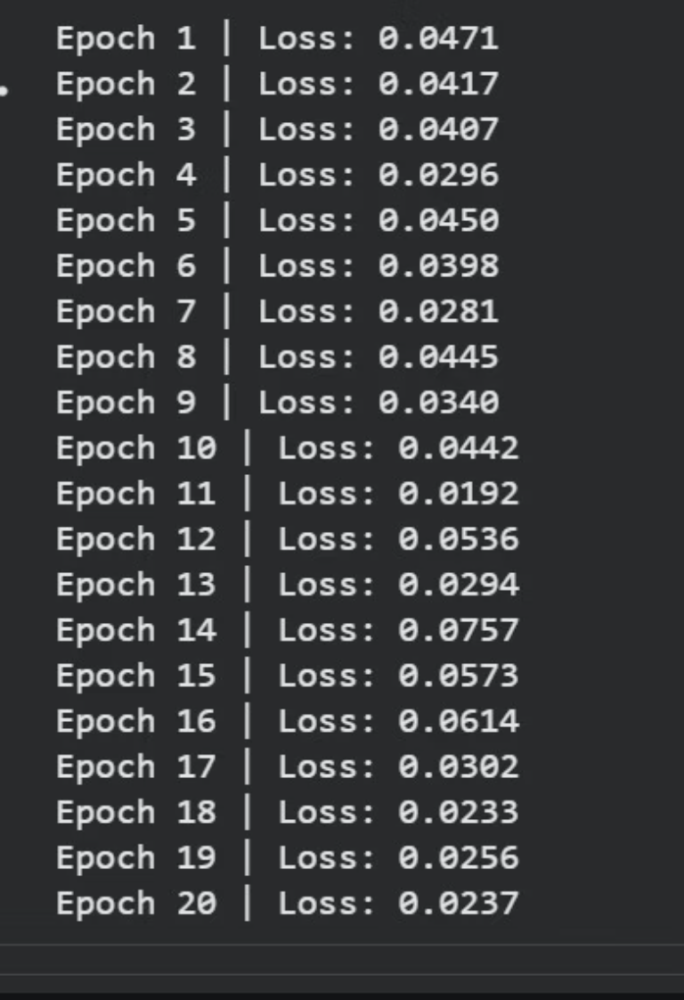 Epoch 1 | Loss: 0.0471
Epoch 2 | Loss: 0.0417
Epoch 3 | Loss: 0.0407
Epoch 4 | Loss: 0.0296
Epoch 5 | Loss: 0.0450
Epoch 6 | Loss: 0.0398
Epoch 7 | Loss: 0.0281
Epoch 8 | Loss: 0.0445
Epoch 9 | Loss: 0.0340
Epoch 10 | Loss: 0.0442
Epoch 11 | Loss: 0.0192
Epoch 12 | Loss: 0.0536
Epoch 13 | Loss: 0.0294
Epoch 14 | Loss: 0.0757
Epoch 15 | Loss: 0.0573
Epoch 16 | Loss: 0.0614
Epoch 17 | Loss: 0.0302
Epoch 18 | Loss: 0.0233
Epoch 19 | Loss: 0.0256
Epoch 20 | Loss: 0.0237